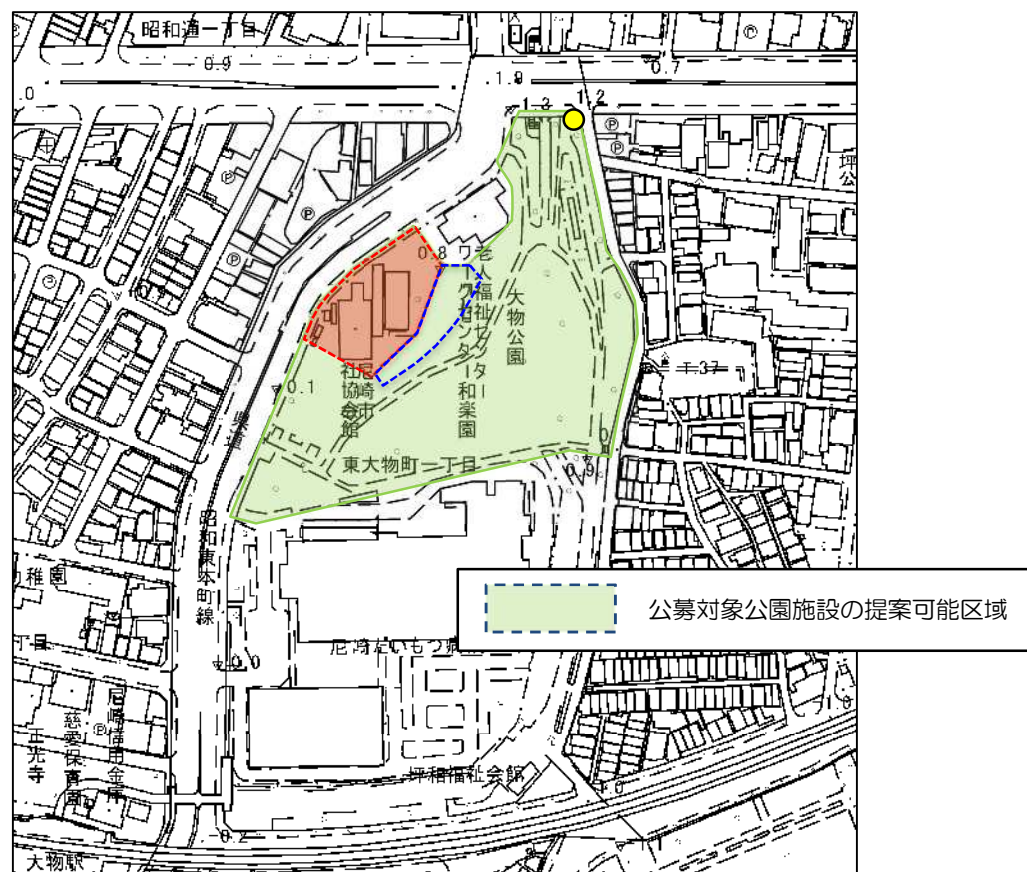 昭和通一丁目
0.9
1.9
0.7
.0
1.3
1.2
0.8
老人福祉センター
ワークセンター和楽園
大物公園
尼崎市
社協会館
0.1
県道
昭和東本町線
東大物町一丁目
0.9
公募対象公園施設の提案可能区域
幼稚園
丁目
0.0
尼崎だいもつ病院
尼崎信用金庫
慈愛保育園
正光寺
坪和福祉会館
0.2
1.0
大物駅